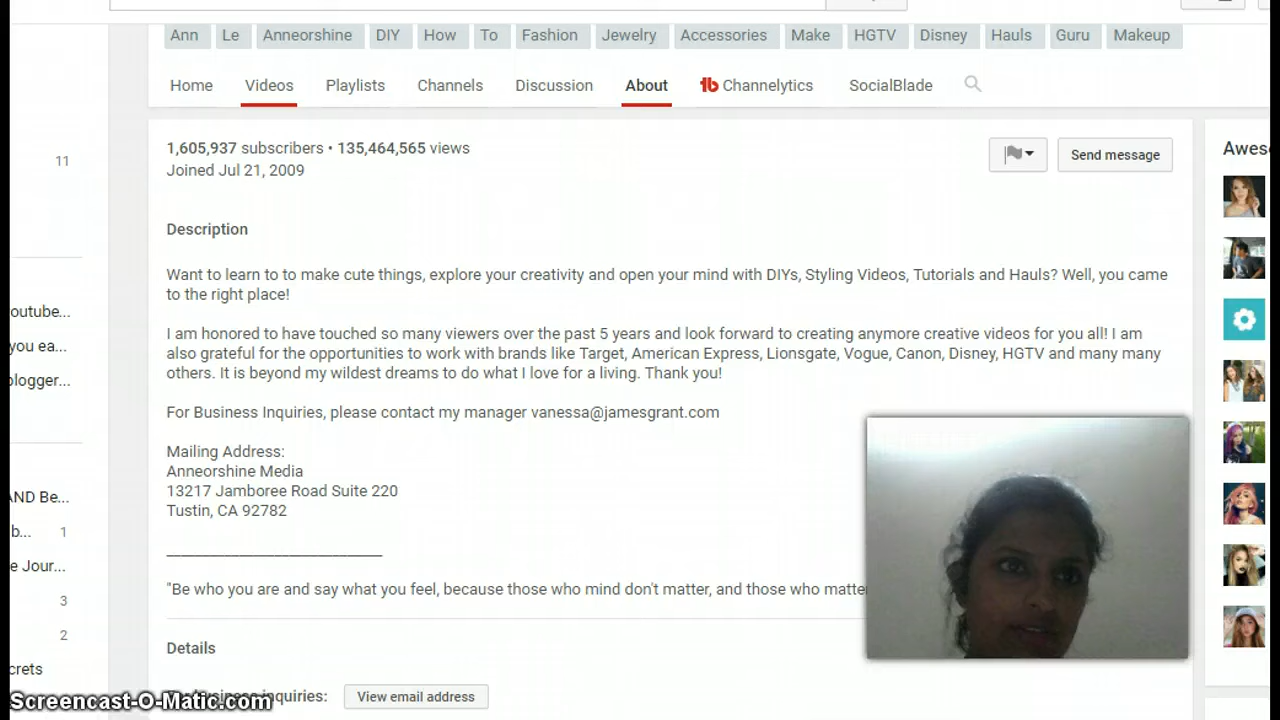 Ann Le Anneorshine DIY How To Fashion Jewelry Accessories Make HGTV Disney Hauls Guru Makeup
Home Videos Playlists Channels Discussion About Channelytics SocialBlade
1,605,937 subscribers • 135,464,565 views
Joined Jul 21, 2009
Send message
Awes
11
Description
Want to learn to to make cute things, explore your creativity and open your mind with DIYs, Styling Videos, Tutorials and Hauls? Well, you came
to the right place!
outube...
I am honored to have touched so many viewers over the past 5 years and look forward to creating anymore creative videos for you all! I am
you ea...
also grateful for the opportunities to work with brands like Target, American Express, Lionsgate, Vogue, Canon, Disney, HGTV and many many
others. It is beyond my wildest dreams to do what I love for a living. Thank you!
blogger...
For Business Inquiries, please contact my manager vanessa@jamesgrant.com
Mailing Address:
Anneorshine Media
13217 Jamboree Road Suite 220
AND Be...
Tustin, CA 92782
b... 1
e Jour...
"Be who you are and say what you feel, because those who mind don't matter, and those who matte
3
2
Details
crets
inquiries:
View email address
Screencast-O-Matic.com